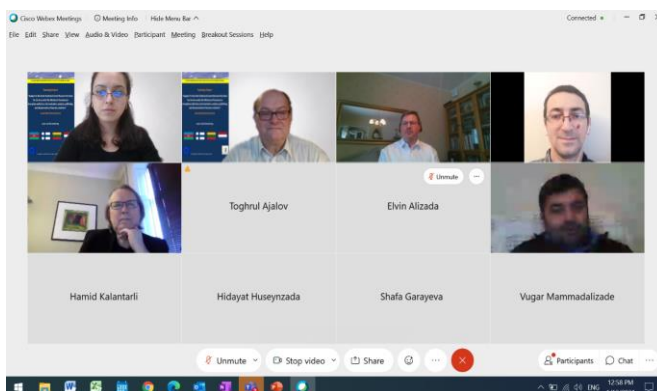 Cisco Webex Meetings Meeting Info Hide Menu Bar Connected
File Edit Share View Audio & Video Participant Meeting Breakout Sessions Help
Unmute
Toghrul Ajalov
Elvin Alizada
Hamid Kalantarli
Hidayat Huseynzada
Shafa Garayeva
Vugar Mammadalizade
Unmute Stop video Share Participants Chat
ENG 12:58 PM